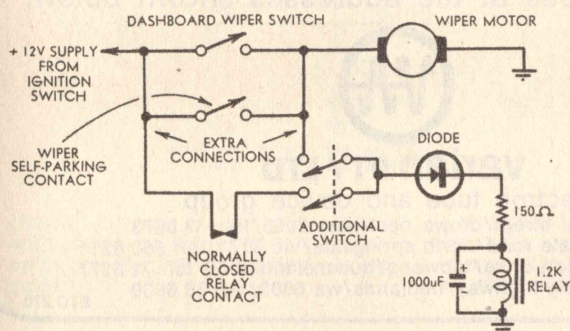 DASHBOARD WIPER SWITCH
WIPER MOTOR
+ 12V SUPPLY
FROM
IGNITION
SWITCH
WIPER
SELF-PARKING
CONTACT
EXTRA
CONNECTIONS
DIODE
ADDITIONAL
SWITCH
NORMALLY
CLOSED
RELAY
CONTACT
150Ω
1000uF
1.2K
RELAY